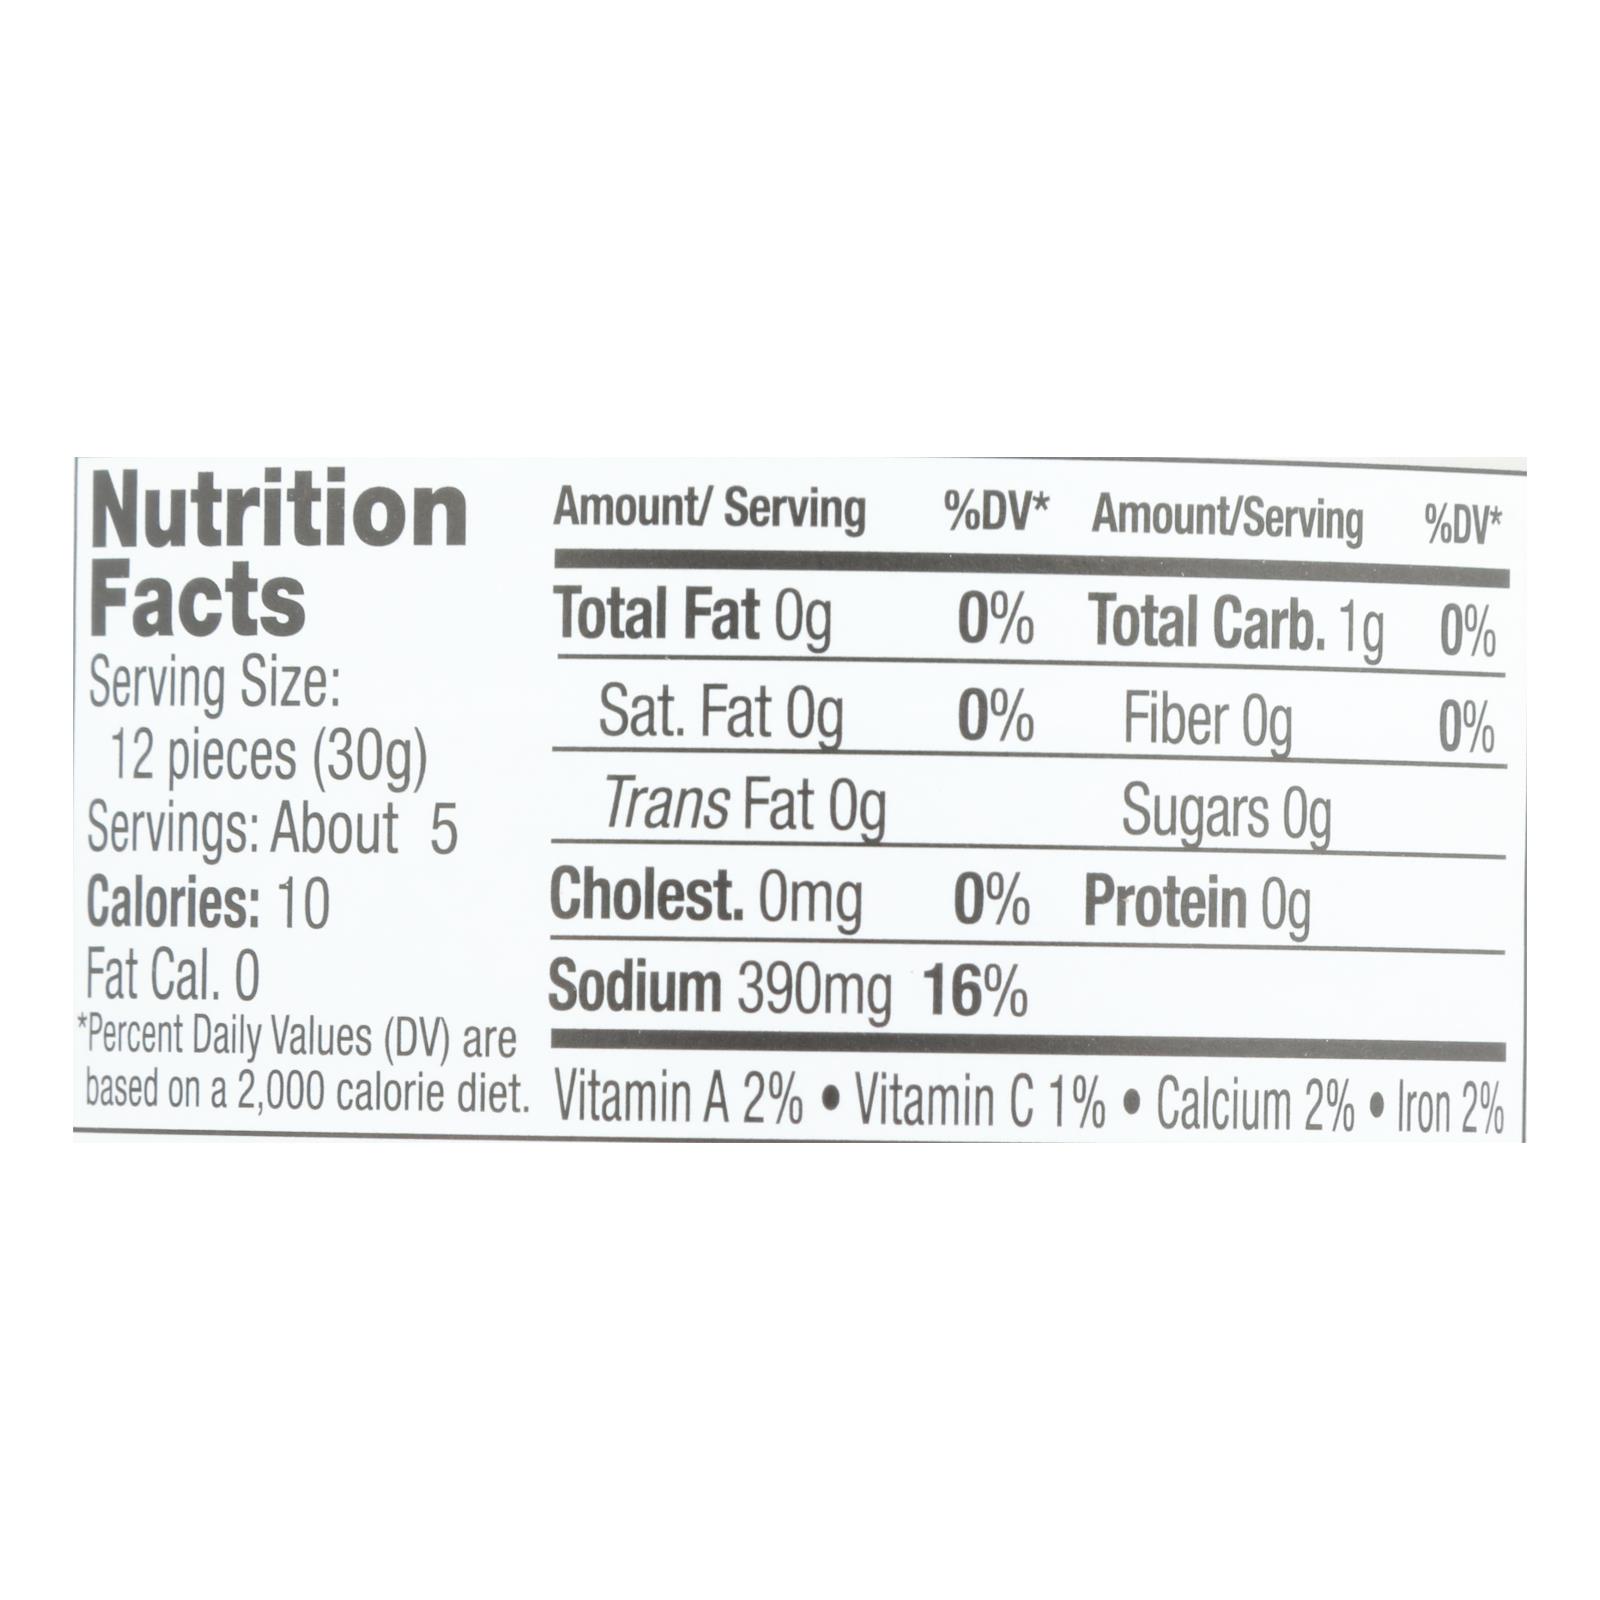 Nutrition
Facts
Serving Size:
12 pieces (30g)
Servings: About 5
Calories: 10
Fat Cal. 0
*Percent Daily Values (DV) are
based on a 2,000 calorie diet.
Amount/ Serving %DV* Amount/Serving %DV*
Total Fat 0g 0% Total Carb. 1g 0%
Sat. Fat 0g 0% Fiber 0g 0%
Trans Fat 0g Sugars 0g
Cholest. 0mg 0% Protein 0g
Sodium 390mg 16%
Vitamin A 2% • Vitamin C 1% • Calcium 2% • Iron 2%